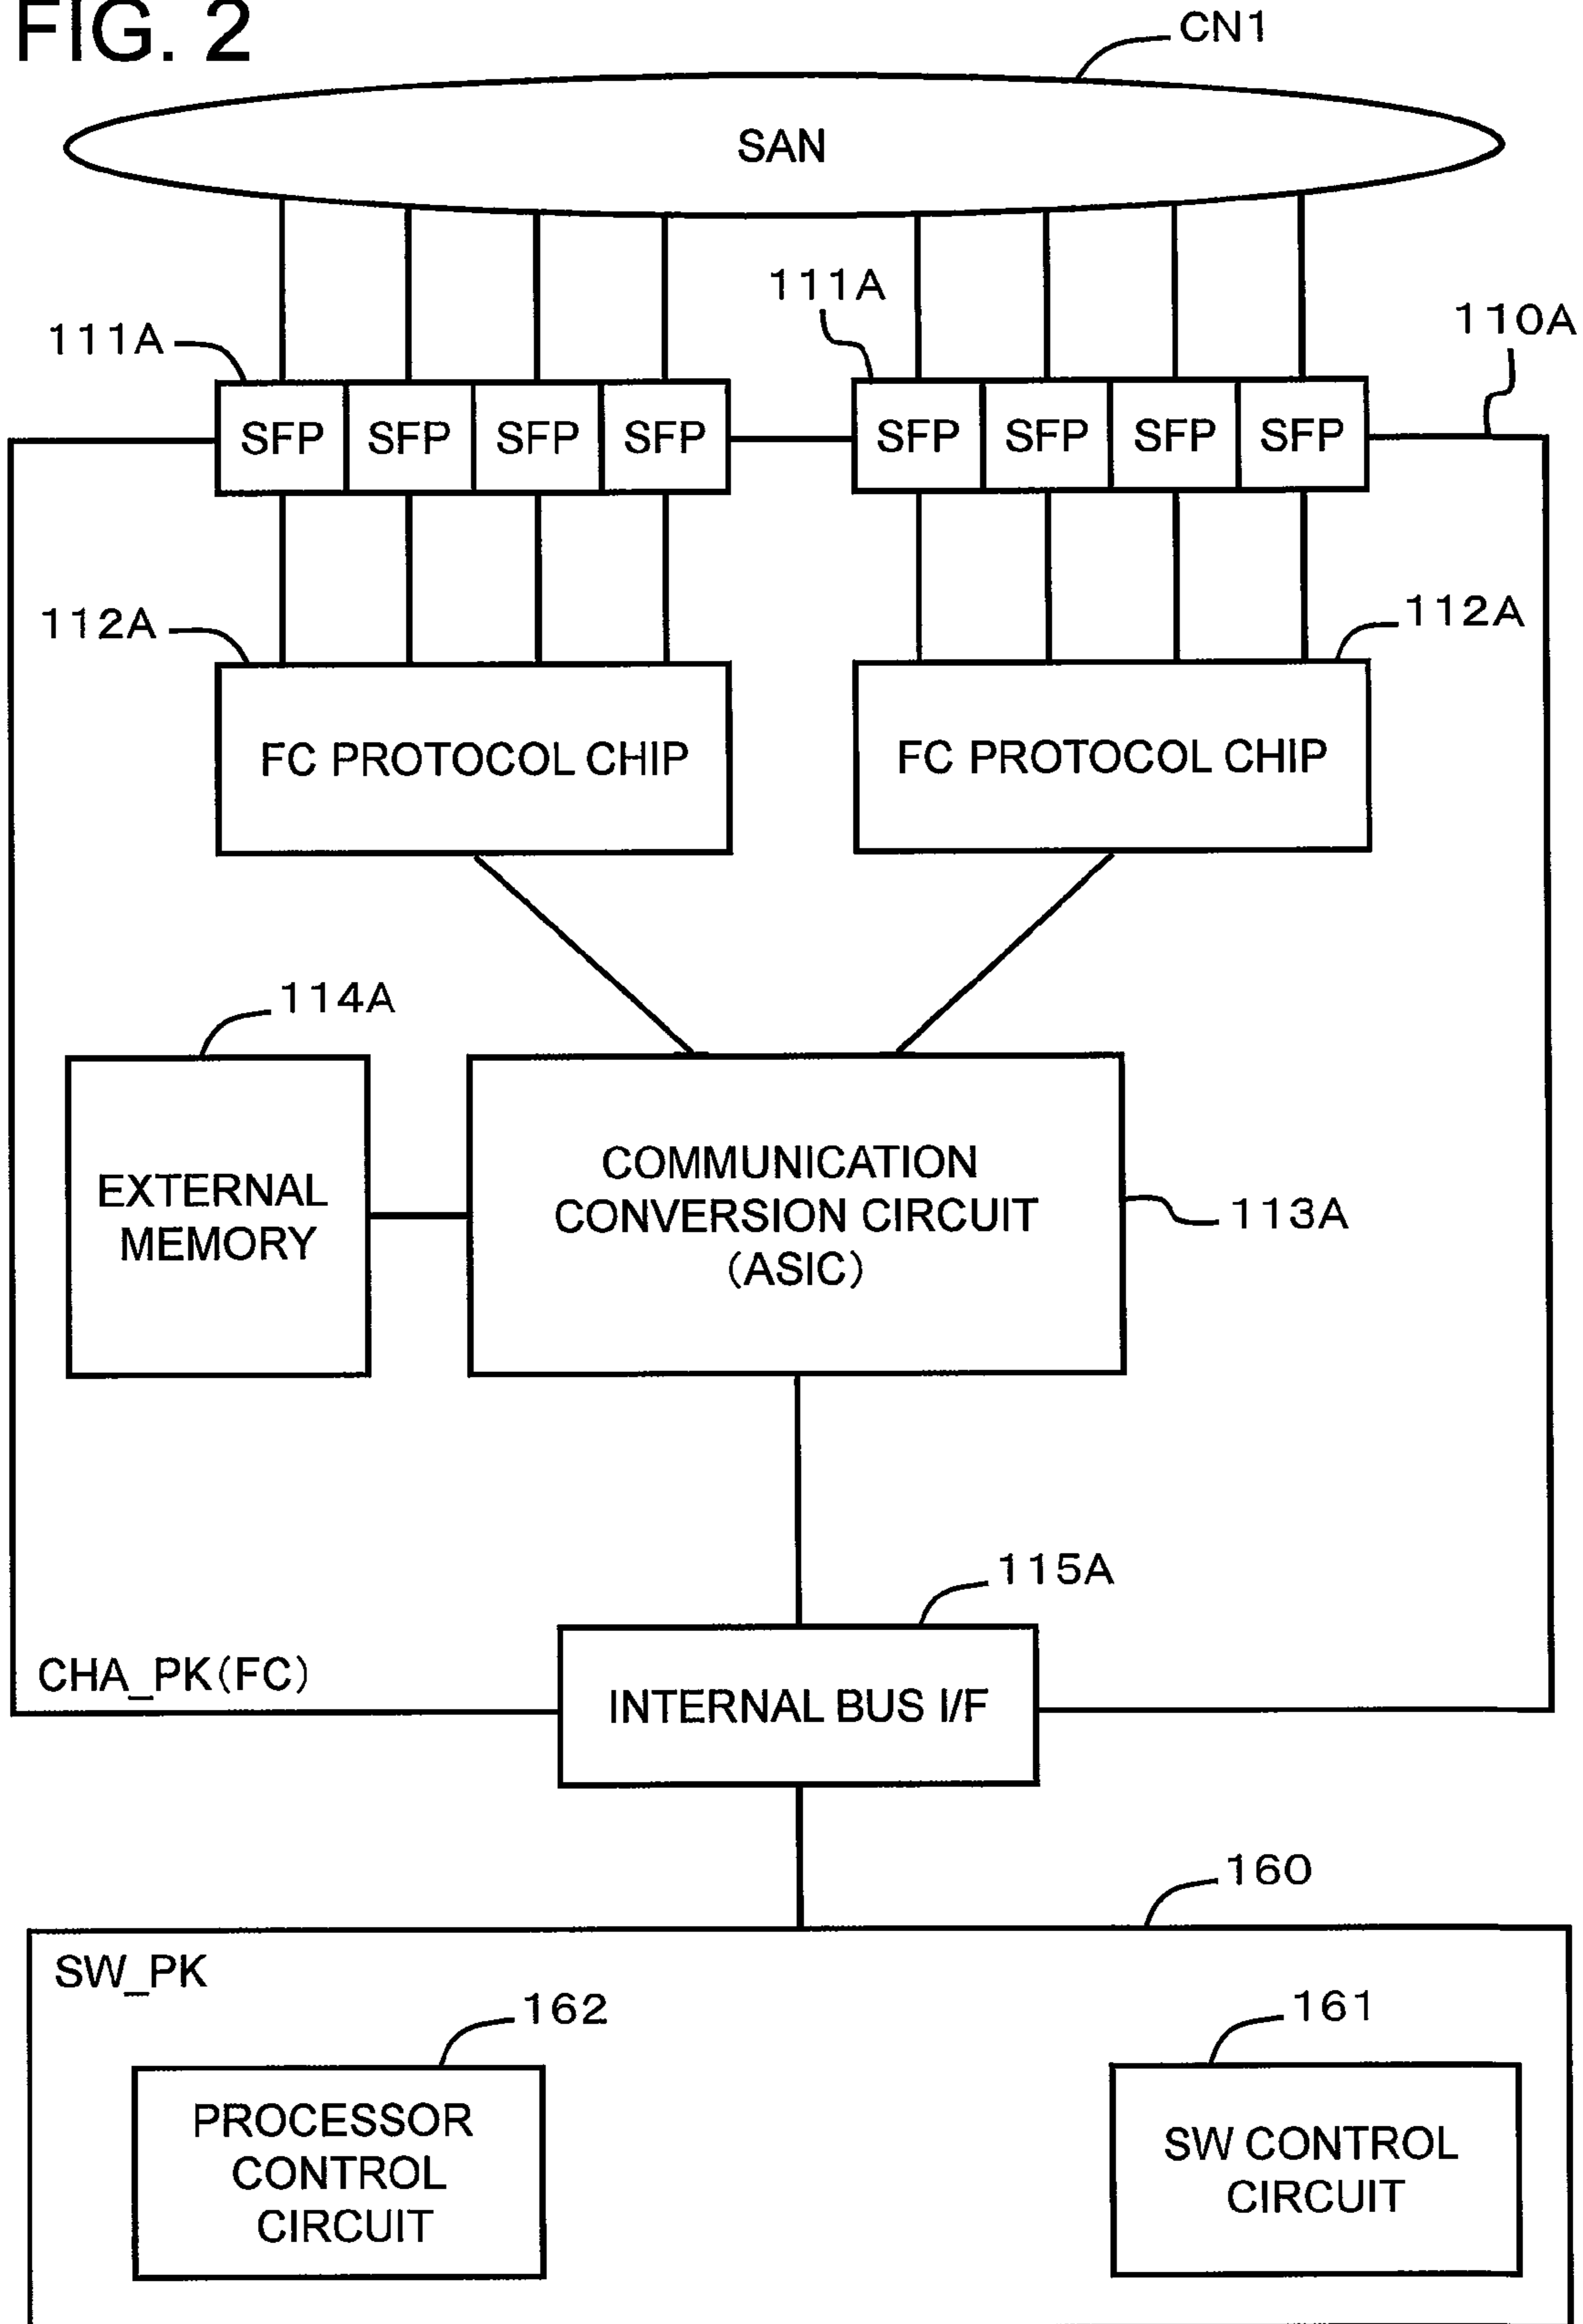 FIG. 2
CN1
SAN
111A
111A
110A
SFP SFP SFP SFP SFP SFP SFP SFP
112A
112A
FC PROTOCOL CHIP
FC PROTOCOL CHIP
114A
EXTERNAL
MEMORY
COMMUNICATION
CONVERSION CIRCUIT
(ASIC)
113A
115A
CHA_PK(FC)
INTERNAL BUS I/F
160
SW_PK
162
161
PROCESSOR
CONTROL
CIRCUIT
SW CONTROL
CIRCUIT